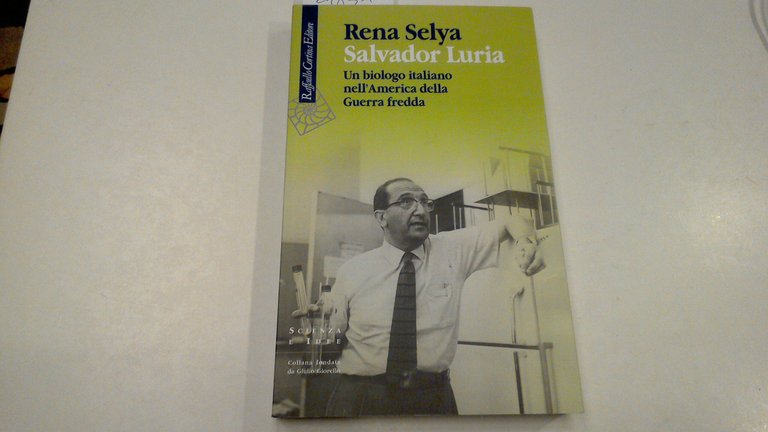 Raffaello Cortina Editore
Rena Selya
Salvador Luria
Un biologo italiano
nell'America della
Guerra fredda
SCIENZA
E IDEE
Collana fondata
da Giulio Giorello